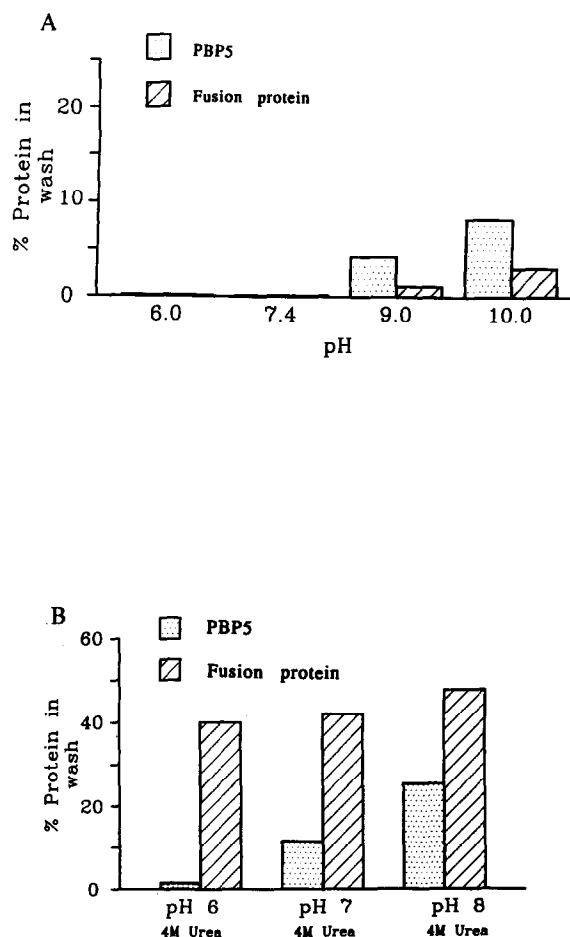 A
PBP5
Fusion protein
% Protein in wash
20
10
0
6.0 7.4 9.0 10.0
pH
B
PBP5
Fusion protein
% Protein in wash
60
40
20
0
pH 6 pH 7 pH 8
4M Urea 4M Urea 4M Urea